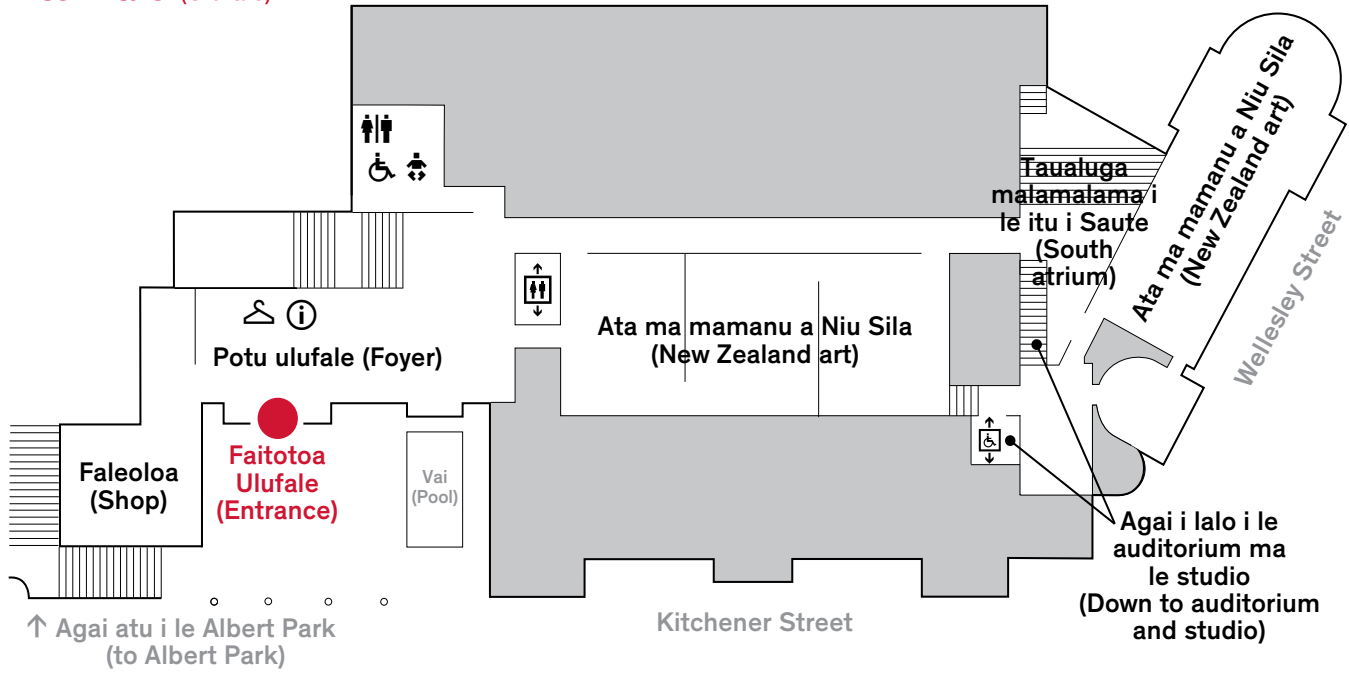 Taualuga
malamalama i
le itu i Saute
(South
atrium)
Ata ma mamanu a Niu Sila
(New Zealand art)
Wellesley Street
Potu ulufale (Foyer)
Ata ma mamanu a Niu Sila
(New Zealand art)
Faleoloa
(Shop)
Faitotoa
Ulufale
(Entrance)
Vai
(Pool)
Agai i lalo i le
auditorium ma
le studio
(Down to auditorium
and studio)
Kitchener Street
↑ Agai atu i le Albert Park
(to Albert Park)